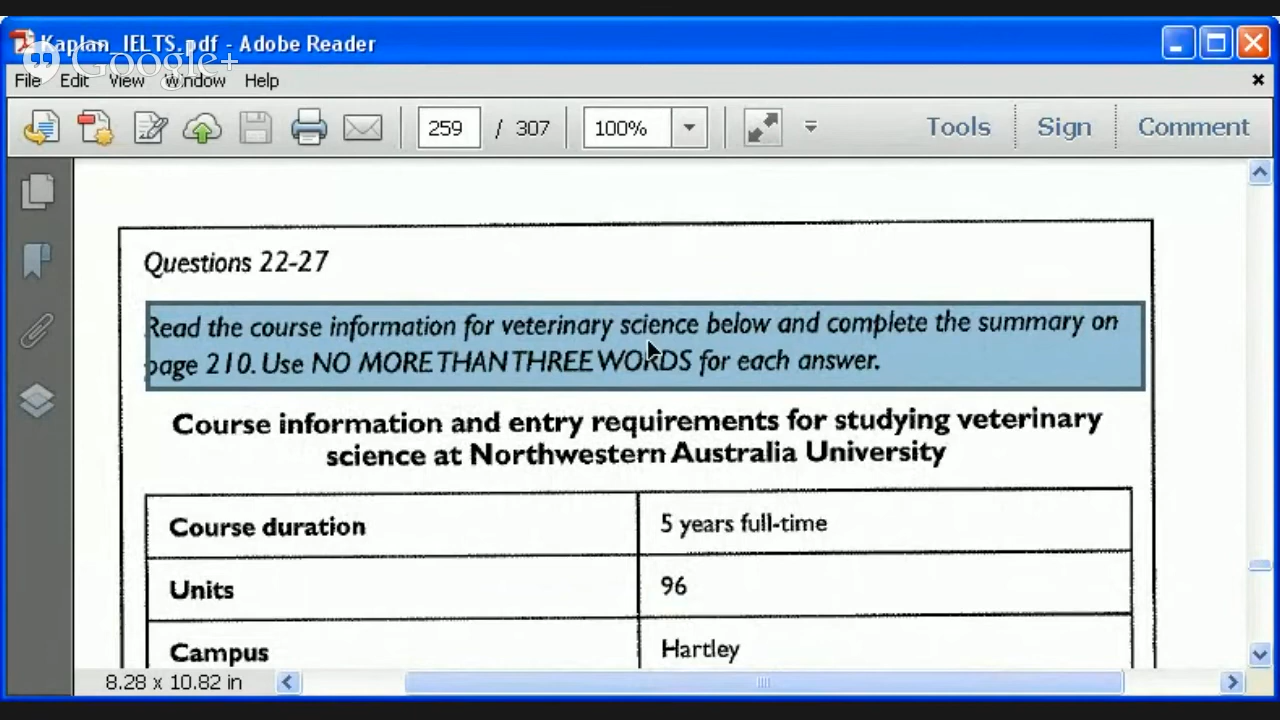 Kaplan_IELTS.pdf - Adobe Reader
Google+
File Edit View Window Help
259 / 307 100% Tools Sign Comment
Questions 22-27
Read the course information for veterinary science below and complete the summary on
page 210. Use NO MORE THAN THREE WORDS for each answer.
Course information and entry requirements for studying veterinary
science at Northwestern Australia University
Course duration 5 years full-time
Units 96
Campus Hartley
8.28 x 10.82 in